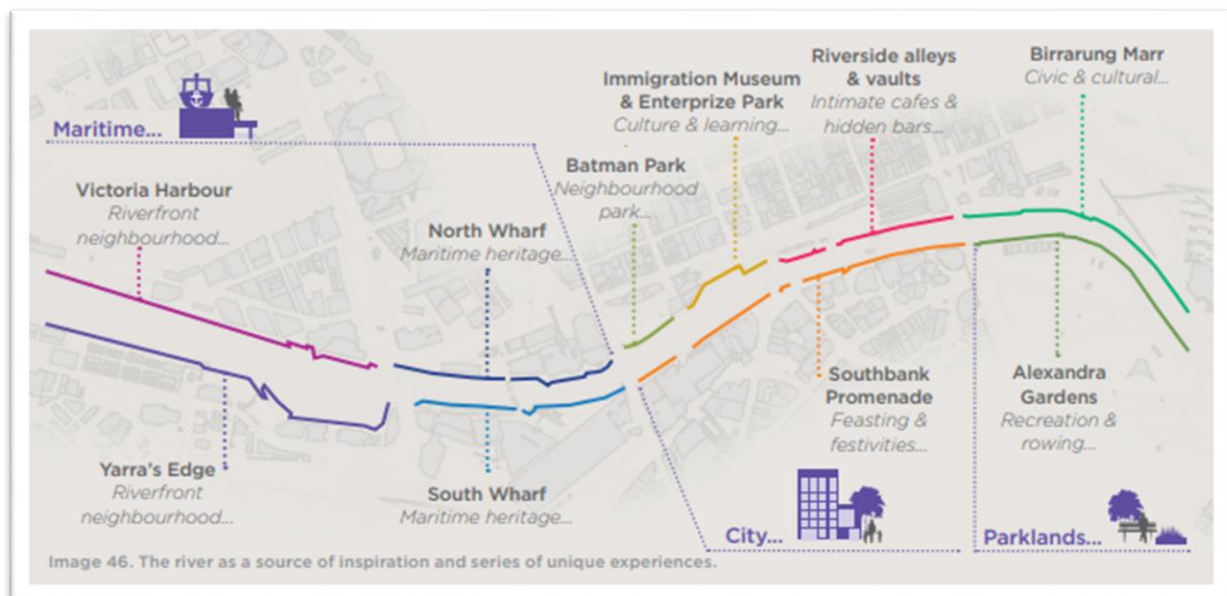 Maritime...
Victoria Harbour
Riverfront
neighbourhood...
North Wharf
Maritime heritage...
Batman Park
Neighbourhood
park...
Immigration Museum
& Enterprize Park
Culture & learning...
Riverside alleys
& vaults
Intimate cafes &
hidden bars...
Birrarung Marr
Civic & cultural...
Yarra's Edge
Riverfront
neighbourhood...
South Wharf
Maritime heritage...
Southbank
Promenade
Feasting &
festivities...
Alexandra
Gardens
Recreation &
rowing...
City...
Parklands...
Image 46. The river as a source of inspiration and series of unique experiences.